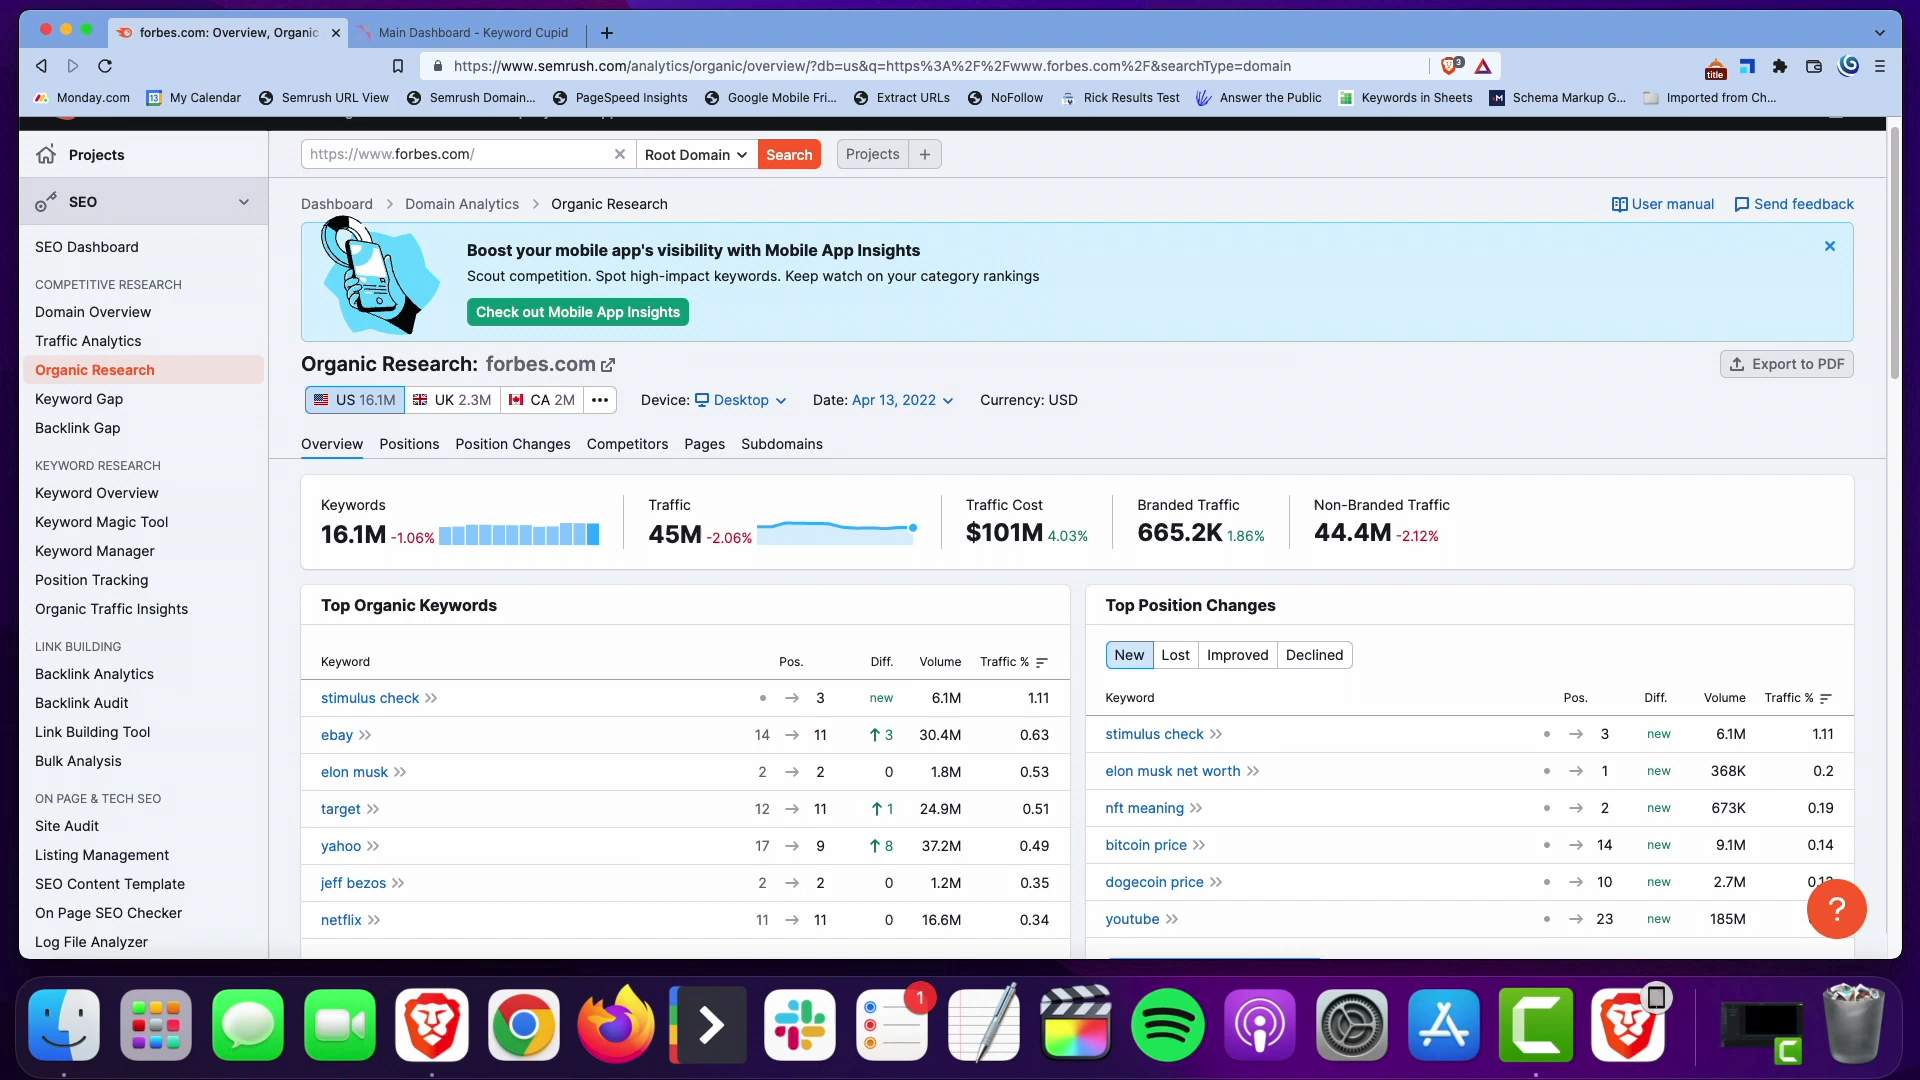 forbes.com: Overview, Organic
Main Dashboard - Keyword Cupid
https://www.semrush.com/analytics/organic/overview/?db=us&q=https%3A%2F%2Fwww.forbes.com%2F&searchType=domain
3
title
Monday.com
13
My Calendar
Semrush URL View
Semrush Domain...
PageSpeed Insights
Google Mobile Fri...
Extract URLs
NoFollow
Rick Results Test
Answer the Public
Keywords in Sheets
Schema Markup G...
Imported from Ch...
Projects
https://www.forbes.com/
Root Domain
Search
Projects
SEO
Dashboard
Domain Analytics
Organic Research
User manual
Send feedback
SEO Dashboard
COMPETITIVE RESEARCH
Domain Overview
Traffic Analytics
Organic Research
Keyword Gap
Backlink Gap
KEYWORD RESEARCH
Keyword Overview
Keyword Magic Tool
Keyword Manager
Position Tracking
Organic Traffic Insights
LINK BUILDING
Backlink Analytics
Backlink Audit
Link Building Tool
Bulk Analysis
ON PAGE & TECH SEO
Site Audit
Listing Management
SEO Content Template
On Page SEO Checker
Log File Analyzer
Boost your mobile app's visibility with Mobile App Insights
Scout competition. Spot high-impact keywords. Keep watch on your category rankings
Check out Mobile App Insights
Organic Research: forbes.com
Export to PDF
US 16.1M
UK 2.3M
CA 2M
•••
Device: Desktop
Date: Apr 13, 2022
Currency: USD
Overview
Positions
Position Changes
Competitors
Pages
Subdomains
Keywords
16.1M -1.06%
Traffic
45M -2.06%
Traffic Cost
$101M 4.03%
Branded Traffic
665.2K 1.86%
Non-Branded Traffic
44.4M -2.12%
Top Organic Keywords
Keyword Pos. Diff. Volume Traffic %
stimulus check • → 3 new 6.1M 1.11
ebay 14 → 11 ↑ 3 30.4M 0.63
elon musk 2 → 2 0 1.8M 0.53
target 12 → 11 ↑ 1 24.9M 0.51
yahoo 17 → 9 ↑ 8 37.2M 0.49
jeff bezos 2 → 2 0 1.2M 0.35
netflix 11 → 11 0 16.6M 0.34
Top Position Changes
New
Lost
Improved
Declined
Keyword Pos. Diff. Volume Traffic %
stimulus check • → 3 new 6.1M 1.11
elon musk net worth • → 1 new 368K 0.2
nft meaning • → 2 new 673K 0.19
bitcoin price • → 14 new 9.1M 0.14
dogecoin price • → 10 new 2.7M
youtube • → 23 new 185M
?
1